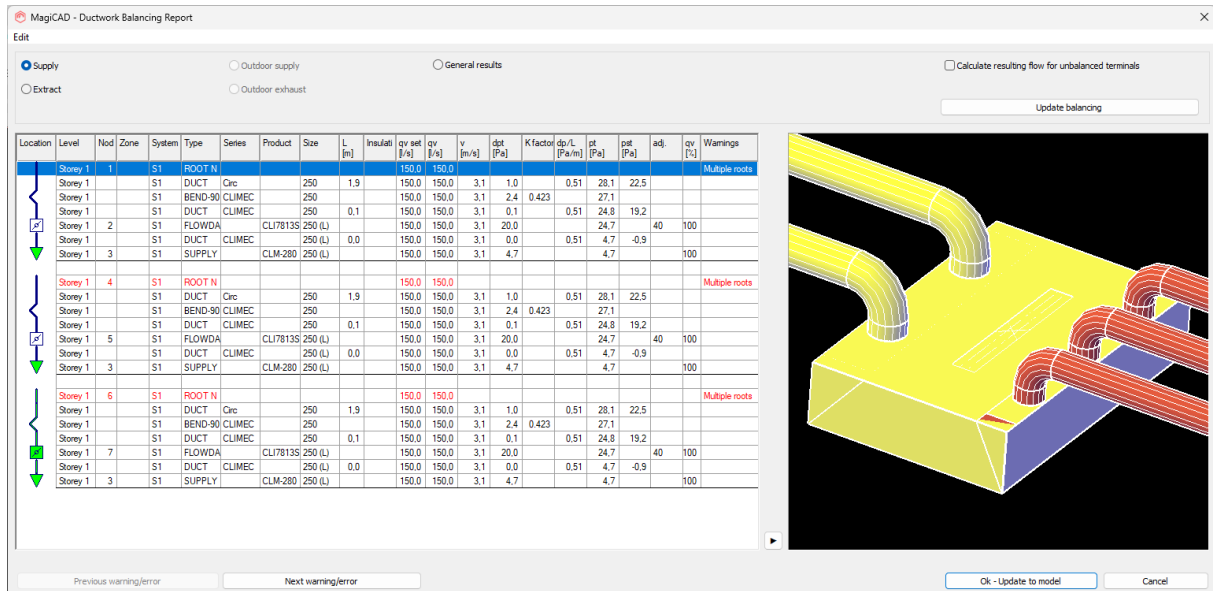 MagiCAD - Ductwork Balancing Report
Edit
Supply Outdoor supply General results Calculate resulting flow for unbalanced terminals
Extract Outdoor exhaust
Update balancing
Location Level Nod Zone System Type Series Product Size L [m] Insulati qv set [l/s] qv [l/s] v [m/s] dpt [Pa] K factor dp/L [Pa/m] pt [Pa] pst [Pa] adj. qv [%] Warnings
Storey 1 1 S1 ROOT N 150,0 150,0 Multiple roots
Storey 1 S1 DUCT Circ 250 1,9 150,0 150,0 3,1 1,0 0,51 28,1 22,5
Storey 1 S1 BEND-90 CLIMEC 250 150,0 150,0 3,1 2,4 0.423 27,1
Storey 1 S1 DUCT CLIMEC 250 0,1 150,0 150,0 3,1 0,1 0,51 24,8 19,2
Storey 1 2 S1 FLOWDA CLI7813S 250 (L) 150,0 150,0 3,1 20,0 24,7 40 100
Storey 1 S1 DUCT CLIMEC 250 (L) 0,0 150,0 150,0 3,1 0,0 0,51 4,7 -0,9
Storey 1 3 S1 SUPPLY CLM-280 250 (L) 150,0 150,0 3,1 4,7 4,7 100
Storey 1 4 S1 ROOT N 150,0 150,0 Multiple roots
Storey 1 S1 DUCT Circ 250 1,9 150,0 150,0 3,1 1,0 0,51 28,1 22,5
Storey 1 S1 BEND-90 CLIMEC 250 150,0 150,0 3,1 2,4 0.423 27,1
Storey 1 S1 DUCT CLIMEC 250 0,1 150,0 150,0 3,1 0,1 0,51 24,8 19,2
Storey 1 5 S1 FLOWDA CLI7813S 250 (L) 150,0 150,0 3,1 20,0 24,7 40 100
Storey 1 S1 DUCT CLIMEC 250 (L) 0,0 150,0 150,0 3,1 0,0 0,51 4,7 -0,9
Storey 1 3 S1 SUPPLY CLM-280 250 (L) 150,0 150,0 3,1 4,7 4,7 100
Storey 1 6 S1 ROOT N 150,0 150,0 Multiple roots
Storey 1 S1 DUCT Circ 250 1,9 150,0 150,0 3,1 1,0 0,51 28,1 22,5
Storey 1 S1 BEND-90 CLIMEC 250 150,0 150,0 3,1 2,4 0.423 27,1
Storey 1 S1 DUCT CLIMEC 250 0,1 150,0 150,0 3,1 0,1 0,51 24,8 19,2
Storey 1 7 S1 FLOWDA CLI7813S 250 (L) 150,0 150,0 3,1 20,0 24,7 40 100
Storey 1 S1 DUCT CLIMEC 250 (L) 0,0 150,0 150,0 3,1 0,0 0,51 4,7 -0,9
Storey 1 3 S1 SUPPLY CLM-280 250 (L) 150,0 150,0 3,1 4,7 4,7 100
Previous warning/error Next warning/error Ok - Update to model Cancel